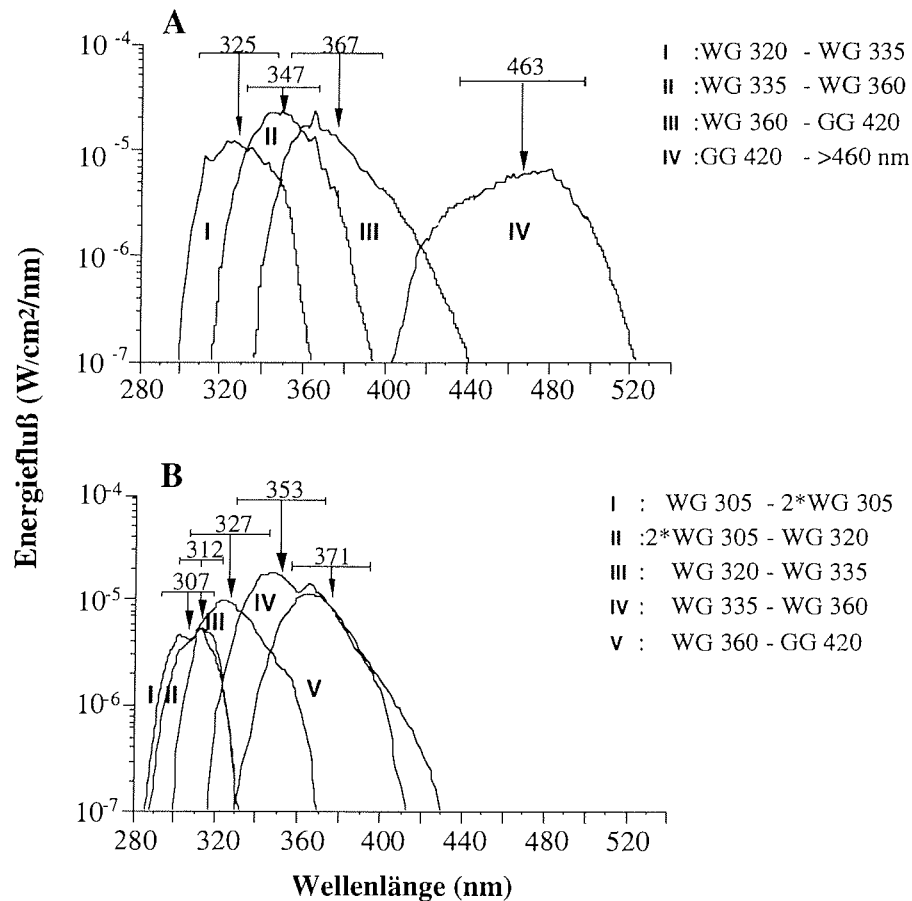 A
325
367
347
463
I :WG 320 - WG 335
II :WG 335 - WG 360
III :WG 360 - GG 420
IV :GG 420 - >460 nm
10⁻⁴
10⁻⁵
10⁻⁶
10⁻⁷
I
II
III
IV
280 320 360 400 440 480 520
Energiefluß (W/cm²/nm)
B
353
327
312
371
307
I : WG 305 - 2*WG 305
II :2*WG 305 - WG 320
III : WG 320 - WG 335
IV : WG 335 - WG 360
V : WG 360 - GG 420
10⁻⁴
10⁻⁵
10⁻⁶
10⁻⁷
I
II
III
IV
V
280 320 360 400 440 480 520
Wellenlänge (nm)